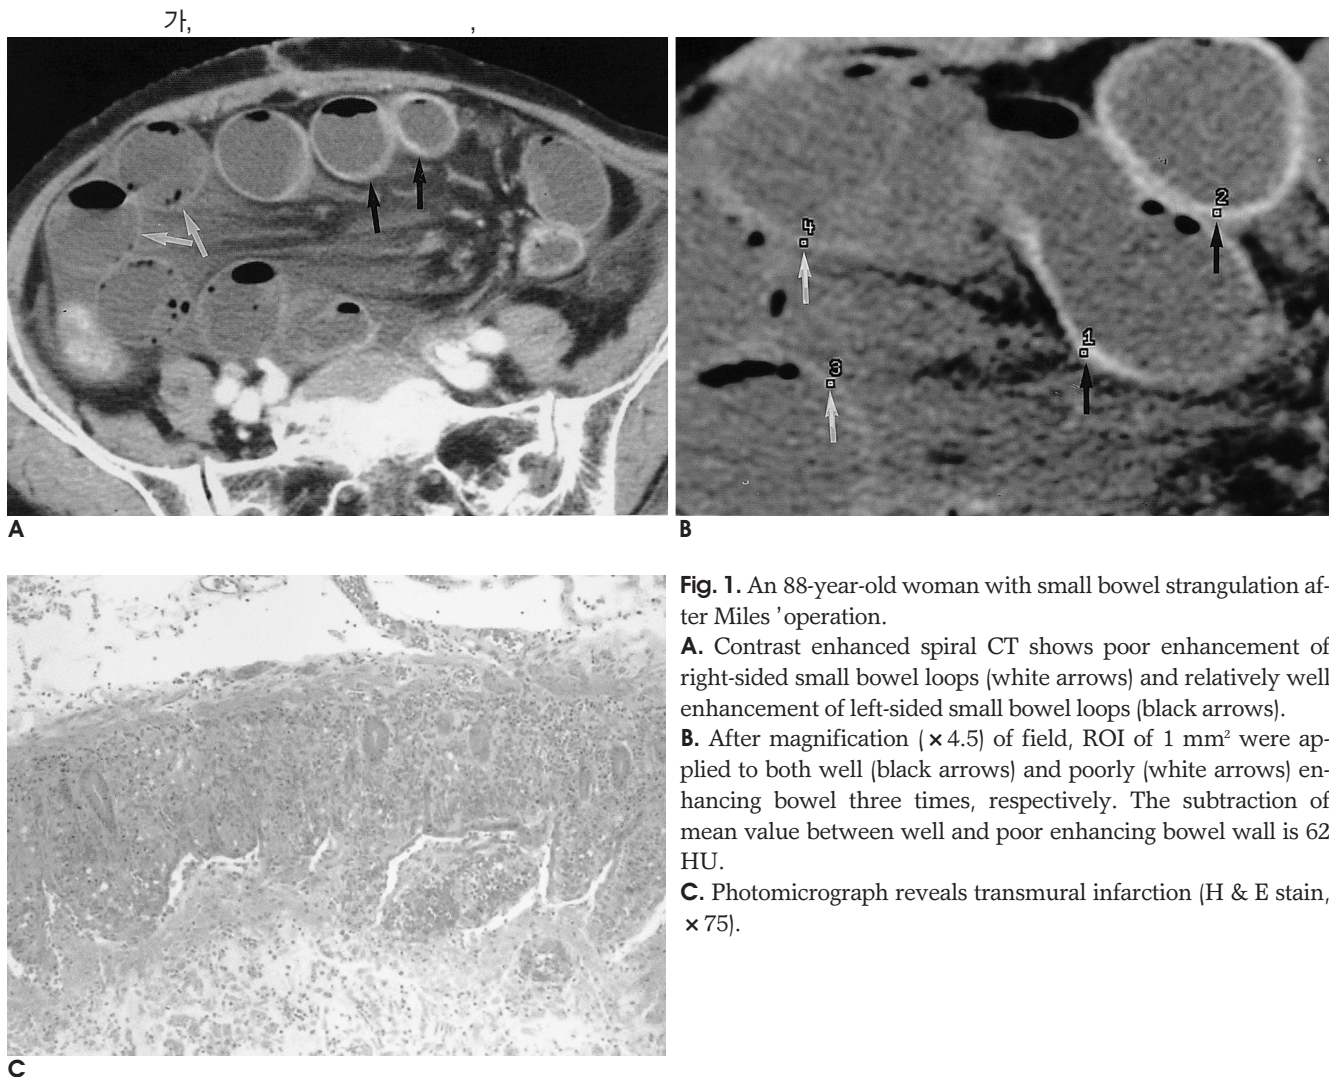 가, ,
A
B
2
4
1
3
C
Fig. 1. An 88-year-old woman with small bowel strangulation af-
ter Miles ’operation.
A. Contrast enhanced spiral CT shows poor enhancement of
right-sided small bowel loops (white arrows) and relatively well
enhancement of left-sided small bowel loops (black arrows).
B. After magnification (×4.5) of field, ROI of 1 mm² were ap-
plied to both well (black arrows) and poorly (white arrows) en-
hancing bowel three times, respectively. The subtraction of
mean value between well and poor enhancing bowel wall is 62
HU.
C. Photomicrograph reveals transmural infarction (H & E stain,
×75).